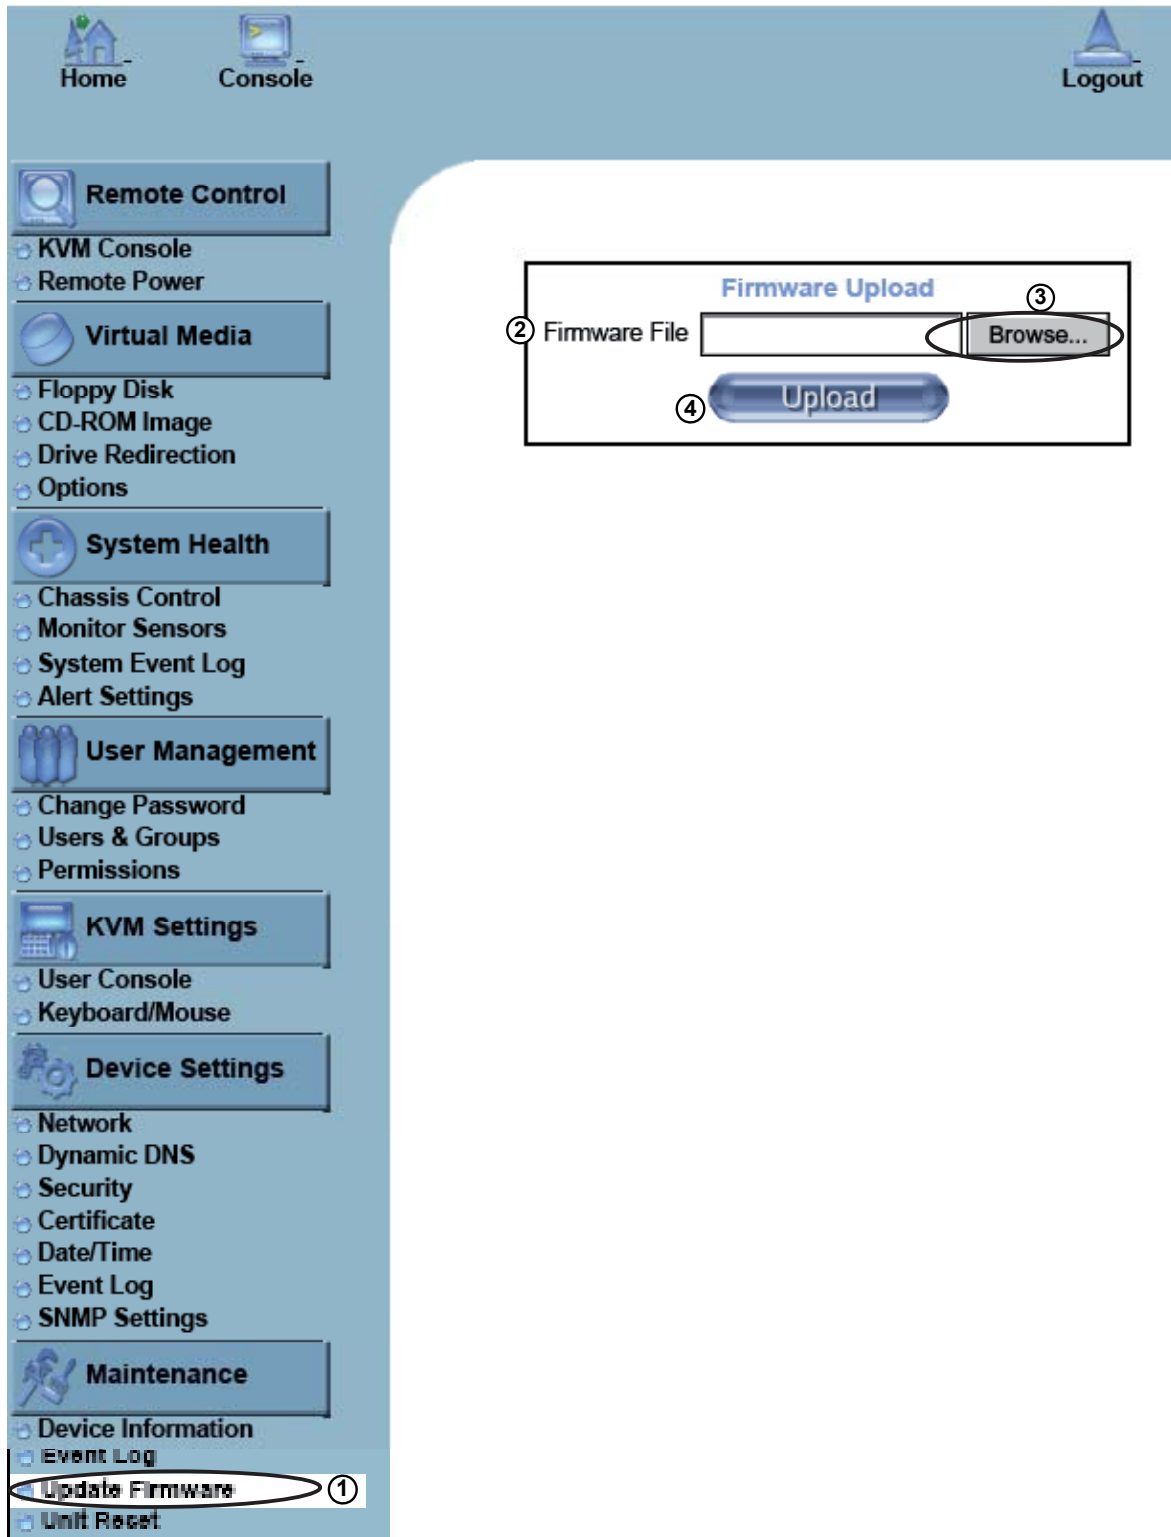 Home
Console
Logout
Remote Control
KVM Console
Remote Power
Virtual Media
Floppy Disk
CD-ROM Image
Drive Redirection
Options
System Health
Chassis Control
Monitor Sensors
System Event Log
Alert Settings
User Management
Change Password
Users & Groups
Permissions
KVM Settings
User Console
Keyboard/Mouse
Device Settings
Network
Dynamic DNS
Security
Certificate
Date/Time
Event Log
SNMP Settings
Maintenance
Device Information
Event Log
Update Firmware ①
Unit Reset
Firmware Upload
③
② Firmware File Browse...
④ Upload